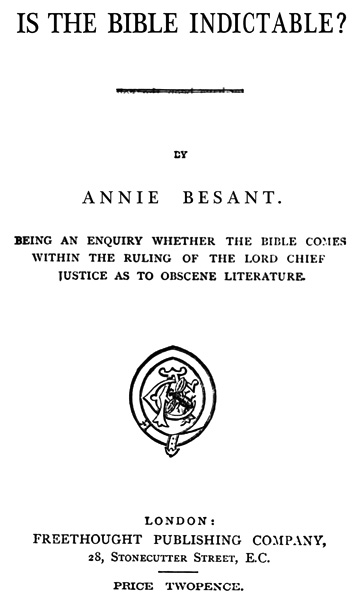 IS THE BIBLE INDICTABLE?
BY
ANNIE BESANT.
BEING AN ENQUIRY WHETHER THE BIBLE COMES
WITHIN THE RULING OF THE LORD CHIEF
JUSTICE AS TO OBSCENE LITERATURE.
LONDON:
FREETHOUGHT PUBLISHING COMPANY,
28, STONECUTTER STREET, E.C.
PRICE TWOPENCE.